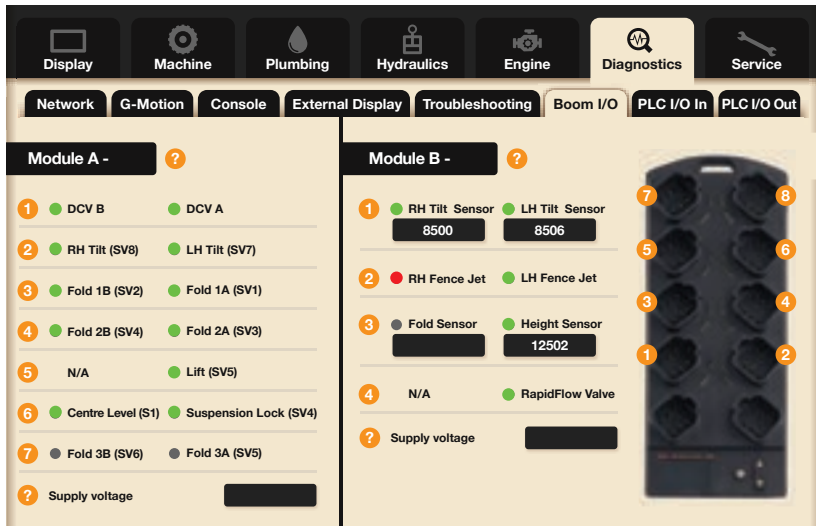 Display Machine Plumbing Hydraulics Engine Diagnostics Service
Network G-Motion Console External Display Troubleshooting Boom I/O PLC I/O In PLC I/O Out
Module A - ?
1 DCV B DCV A
2 RH Tilt (SV8) LH Tilt (SV7)
3 Fold 1B (SV2) Fold 1A (SV1)
4 Fold 2B (SV4) Fold 2A (SV3)
5 N/A Lift (SV5)
6 Centre Level (S1) Suspension Lock (SV4)
7 Fold 3B (SV6) Fold 3A (SV5)
? Supply voltage
Module B - ?
1 RH Tilt Sensor LH Tilt Sensor
8500 8506
2 RH Fence Jet LH Fence Jet
3 Fold Sensor Height Sensor
12502
4 N/A RapidFlow Valve
? Supply voltage
7 8
5 6
3 4
1 2